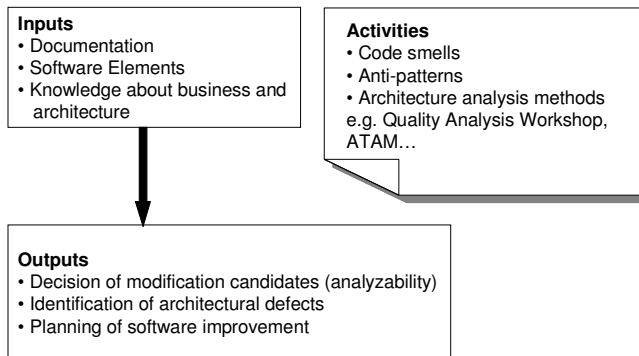 Inputs
• Documentation
• Software Elements
• Knowledge about business and
architecture
Activities
• Code smells
• Anti-patterns
• Architecture analysis methods
e.g. Quality Analysis Workshop,
ATAM...
Outputs
• Decision of modification candidates (analyzability)
• Identification of architectural defects
• Planning of software improvement